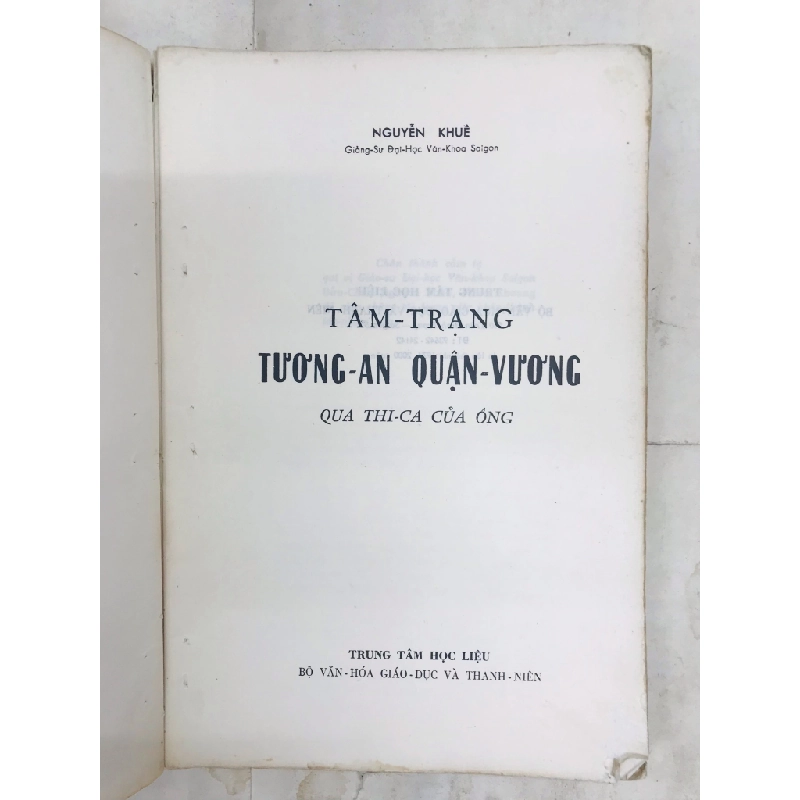 NGUYỄN KHUÊ
Giảng-Sư Đại-Học Văn-Khoa Saigon
TÂM-TRẠNG
TƯƠNG-AN QUẬN-VƯƠNG
QUA THI-CA CỦA ÔNG
TRUNG TÂM HỌC LIỆU
BỘ VĂN-HÓA GIÁO-DỤC VÀ THANH-NIÊN